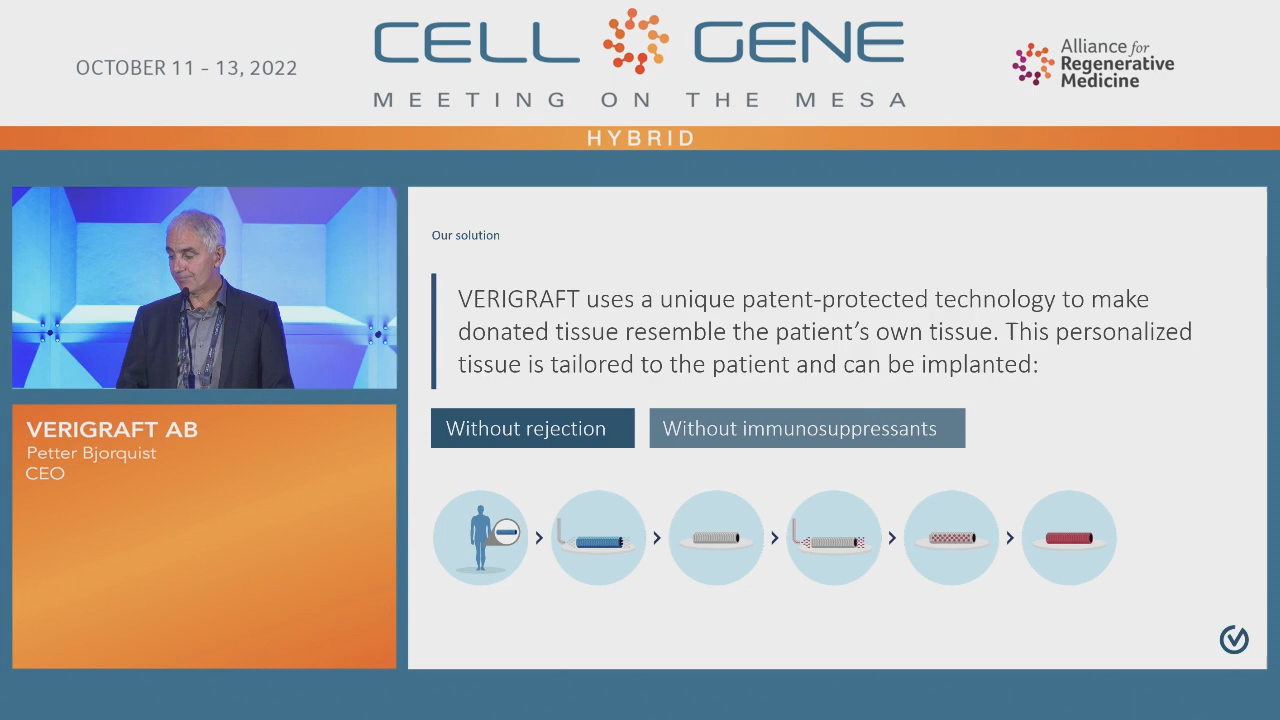 OCTOBER 11 - 13, 2022
CELL GENE
MEETING ON THE MESA
Alliance for
Regenerative
Medicine
HYBRID
VERIGRAFT AB
Petter Bjorquist
CEO
Our solution
VERIGRAFT uses a unique patent-protected technology to make
donated tissue resemble the patient’s own tissue. This personalized
tissue is tailored to the patient and can be implanted:
Without rejection
Without immunosuppressants